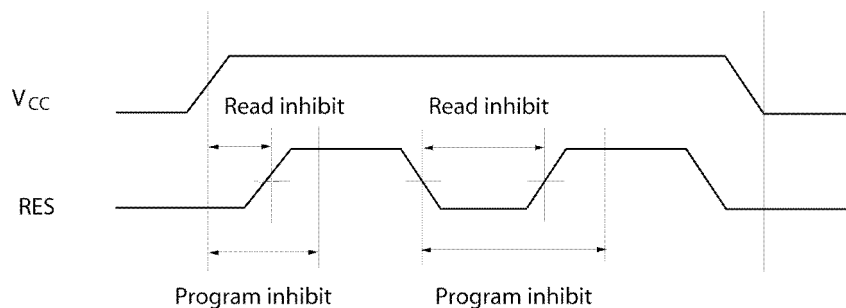 VCC
Read inhibit Read inhibit
RES
Program inhibit Program inhibit